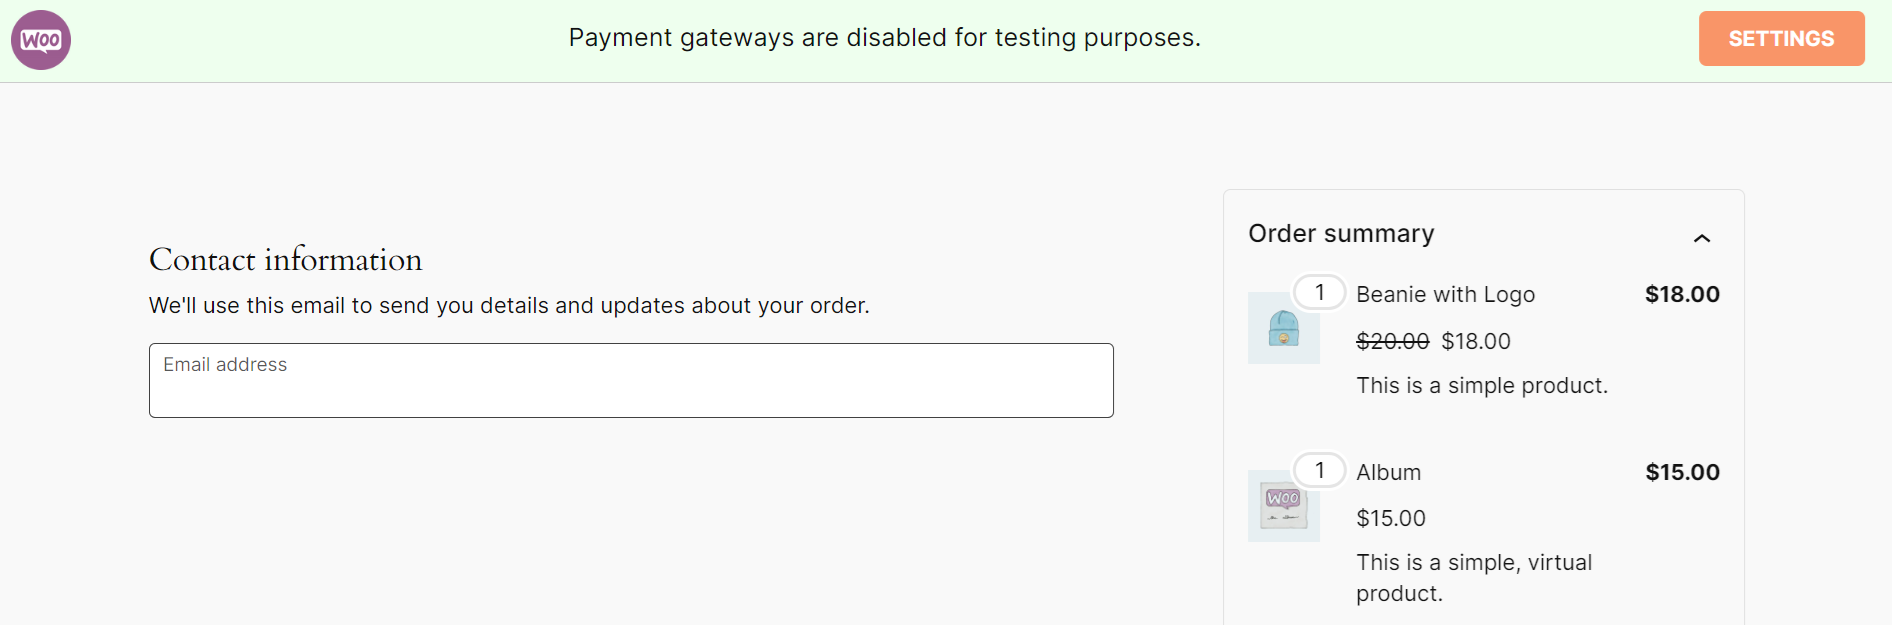 Woo
Payment gateways are disabled for testing purposes.
SETTINGS
Contact information
We'll use this email to send you details and updates about your order.
Email address
Order summary
1
Beanie with Logo
$18.00
$20.00 $18.00
This is a simple product.
1
Album
$15.00
WOO
$15.00
This is a simple, virtual
product.